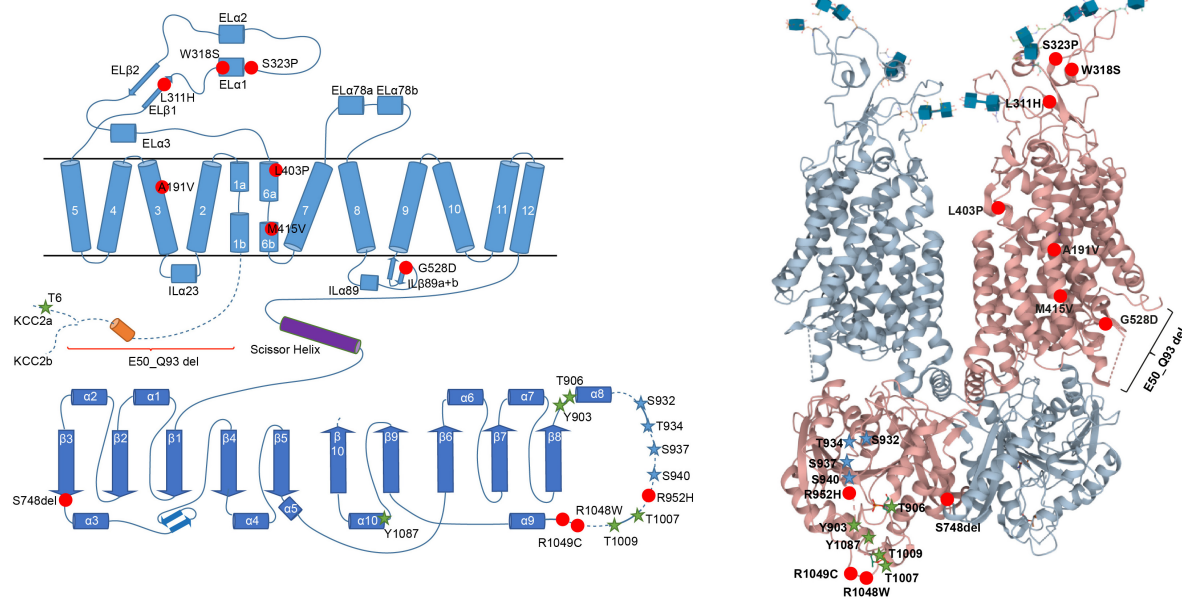 ELα2
W318S
S323P
ELβ2
ELα1
L311H
ELβ1
ELα78a
ELα78b
ELα3
5
4
3
A191V
2
1a
1b
L403P
6a
M415V
6b
7
8
9
10
11
12
ILα23
ILα89
G528D
ILβ89a+b
T6
KCC2a
KCC2b
E50_Q93 del
Scissor Helix
α2
α1
α6
α7
T906
α8
Y903
S932
T934
S937
S940
R952H
β3
β2
β1
β4
β5
β
10
β9
β6
β7
β8
S748del
α3
α4
α5
α10
Y1087
α9
R1048W
R1049C
T1009
T1007
S323P
W318S
L311H
L403P
A191V
M415V
G528D
E50_Q93 del
T934
S932
S937
S940
R952H
T906
S748del
Y903
Y1087
T1009
T1007
R1049C
R1048W